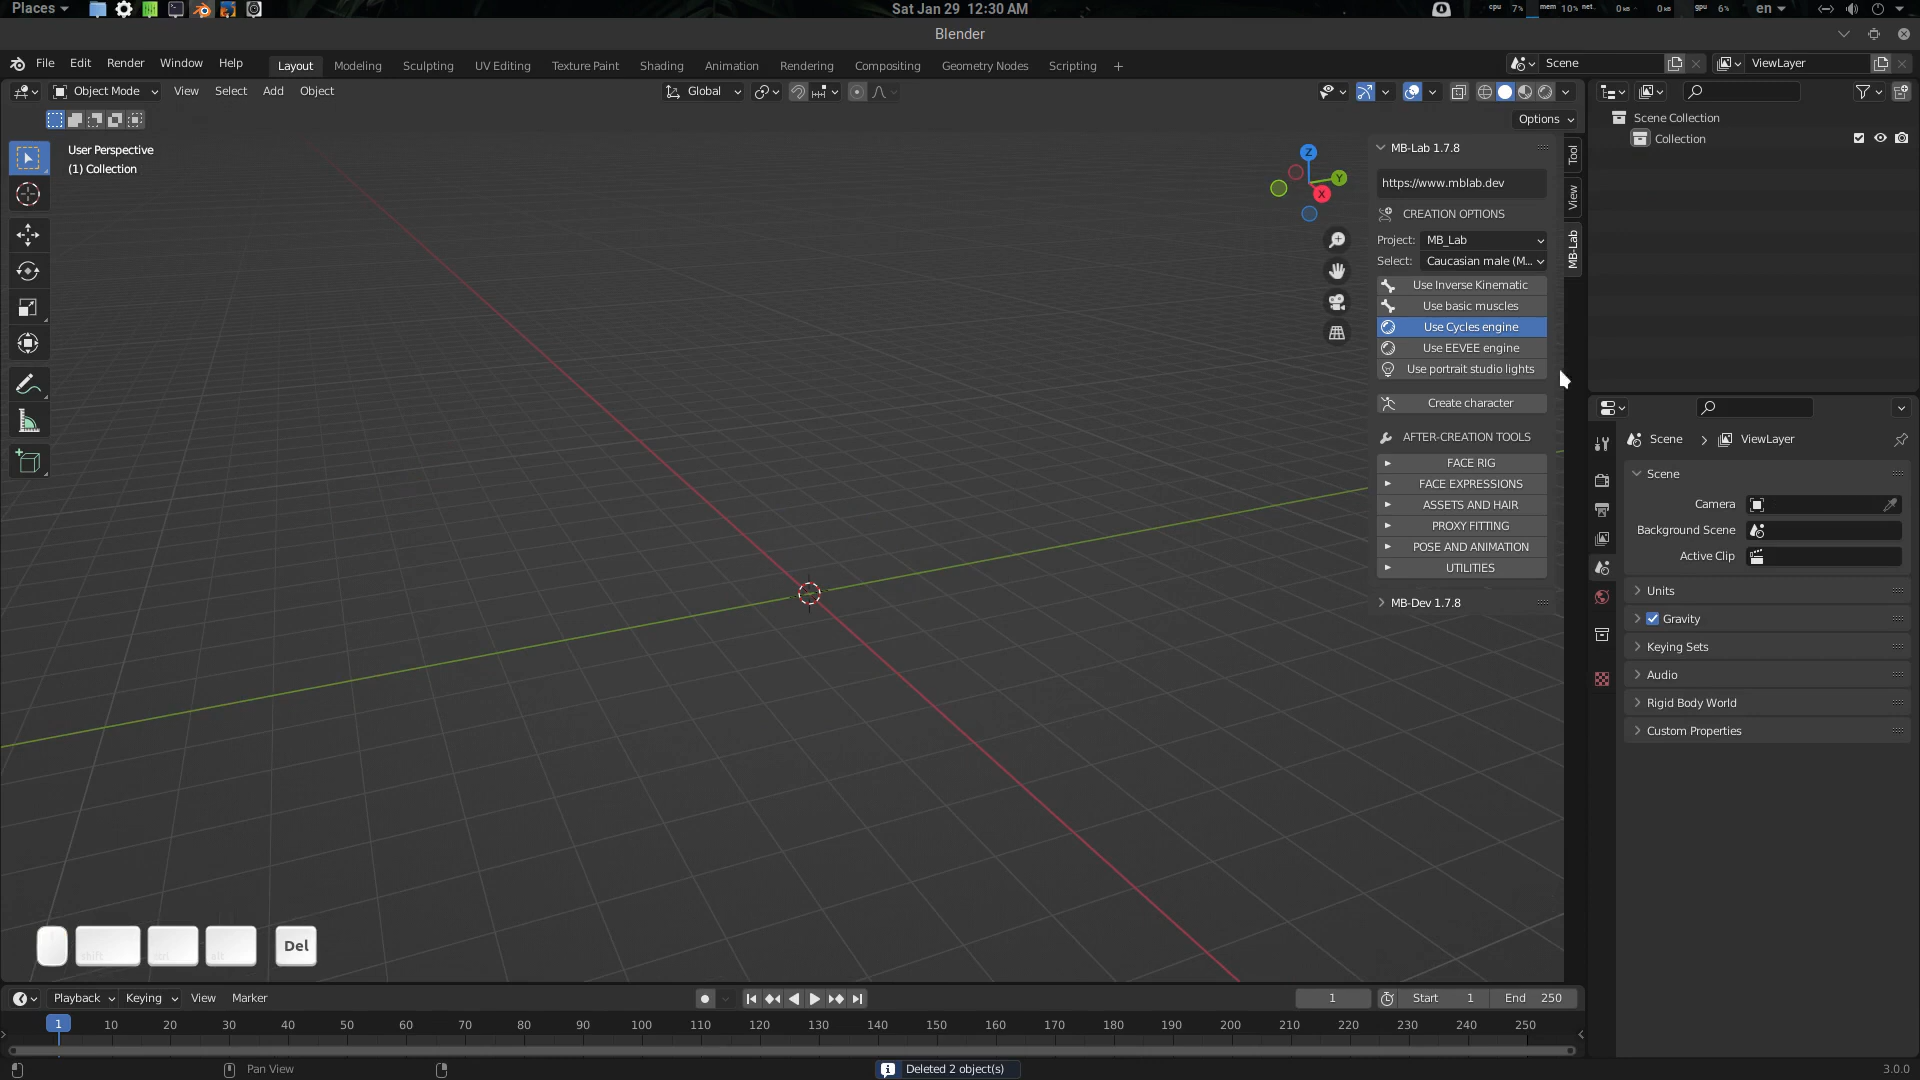 Places Sat Jan 29 12:30 AM cpu 7% mem 10% net 0 kB 0 kB gpu 6% en
Blender
File Edit Render Window Help Layout Modeling Sculpting UV Editing Texture Paint Shading Animation Rendering Compositing Geometry Nodes Scripting + Scene ViewLayer
Object Mode View Select Add Object Global
Options
User Perspective
(1) Collection
Z
Y
X
MB-Lab 1.7.8
https://www.mblab.dev
CREATION OPTIONS
Project: MB_Lab
Select: Caucasian male (M...
Use Inverse Kinematic
Use basic muscles
Use Cycles engine
Use EEVEE engine
Use portrait studio lights
Create character
AFTER-CREATION TOOLS
FACE RIG
FACE EXPRESSIONS
ASSETS AND HAIR
PROXY FITTING
POSE AND ANIMATION
UTILITIES
MB-Dev 1.7.8
Tool
View
MB-Lab
Scene Collection
Collection
Scene ViewLayer
Scene
Camera
Background Scene
Active Clip
Units
Gravity
Keying Sets
Audio
Rigid Body World
Custom Properties
shift ctrl alt Del
Playback Keying View Marker 1 Start 1 End 250
1 10 20 30 40 50 60 70 80 90 100 110 120 130 140 150 160 170 180 190 200 210 220 230 240 250
Pan View Deleted 2 object(s) 3.0.0